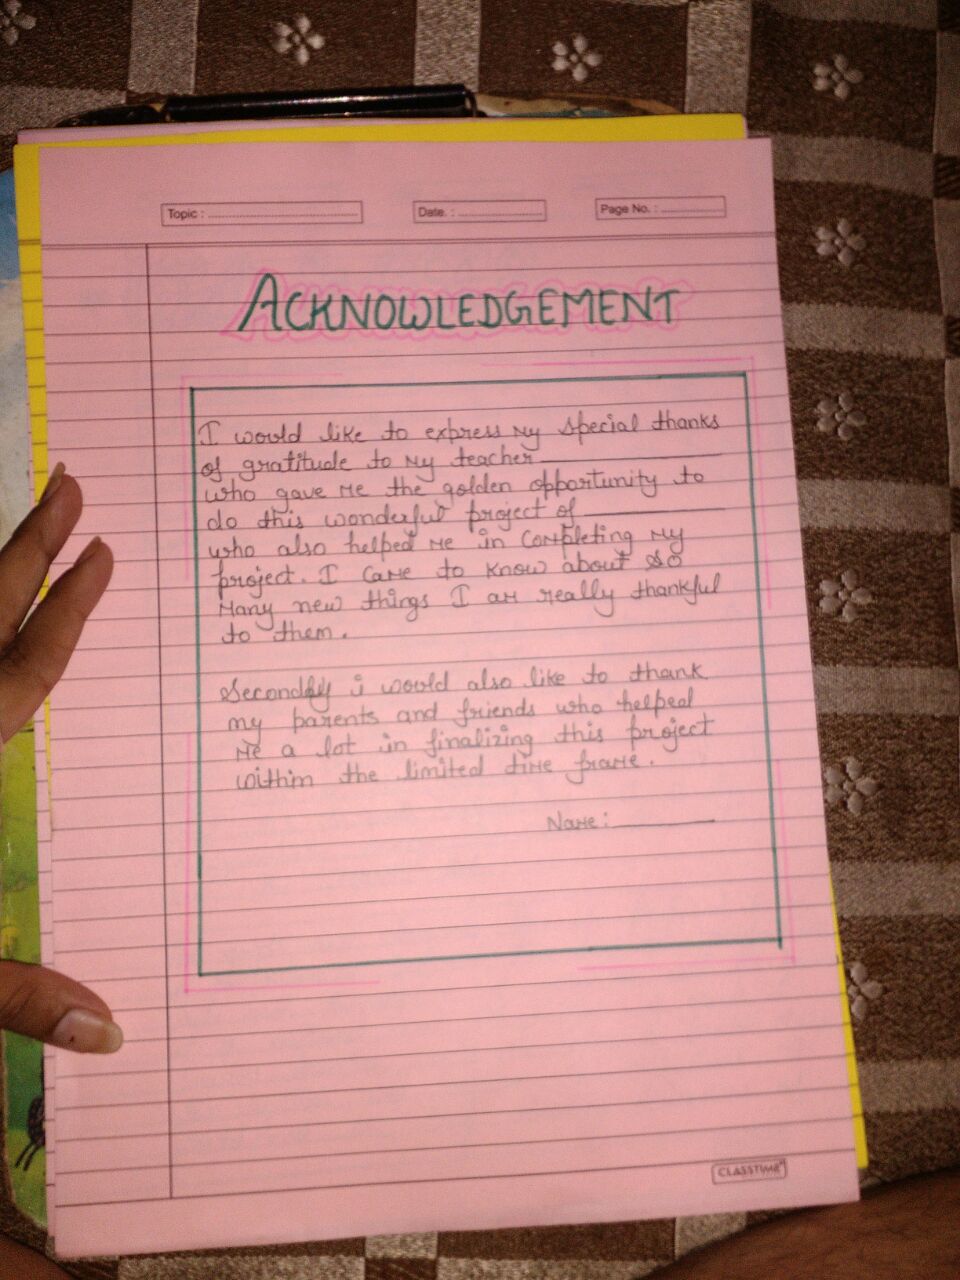 Topic :
Date. :
Page No. :
ACKNOWLEDGEMENT
I would like to express my special thanks
of gratitude to my teacher
who gave me the golden opportunity to
do this wonderful project of
who also helped me in completing my
project. I came to know about so
many new things I am really thankful
to them.
Secondly i would also like to thank
my parents and friends who helped
me a lot in finalizing this project
within the limited time frame.
Name:
CLASSTIME